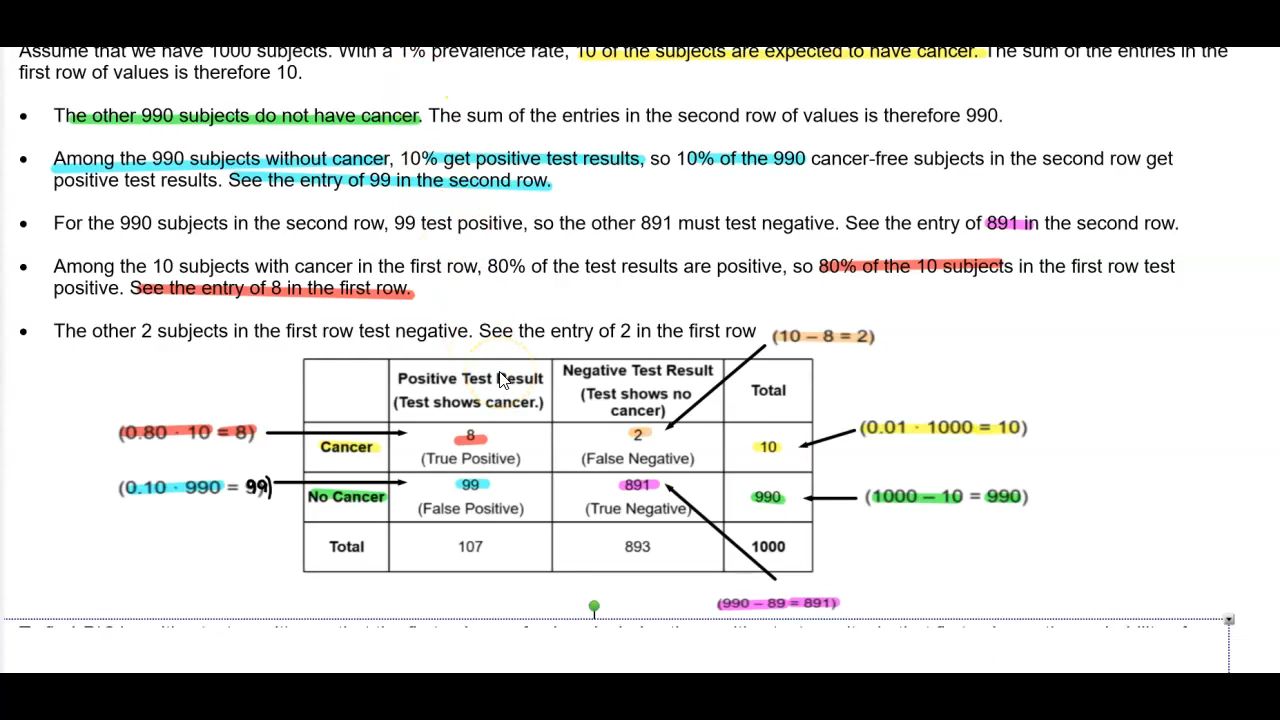 Assume that we have 1000 subjects. With a 1% prevalence rate, 10 of the subjects are expected to have cancer. The sum of the entries in the
first row of values is therefore 10.
• The other 990 subjects do not have cancer. The sum of the entries in the second row of values is therefore 990.
• Among the 990 subjects without cancer, 10% get positive test results, so 10% of the 990 cancer-free subjects in the second row get
positive test results. See the entry of 99 in the second row.
• For the 990 subjects in the second row, 99 test positive, so the other 891 must test negative. See the entry of 891 in the second row.
• Among the 10 subjects with cancer in the first row, 80% of the test results are positive, so 80% of the 10 subjects in the first row test
positive. See the entry of 8 in the first row.
• The other 2 subjects in the first row test negative. See the entry of 2 in the first row
(10 – 8 = 2)
Positive Test Result
(Test shows cancer.)
Negative Test Result
(Test shows no
cancer)
Total
(0.80 · 10 = 8)
Cancer
8
(True Positive)
2
(False Negative)
10
(0.01 · 1000 = 10)
(0.10 · 990 = 99)
No Cancer
99
(False Positive)
891
(True Negative)
990
(1000 – 10 = 990)
Total
107
893
1000
(990 – 89 = 891)